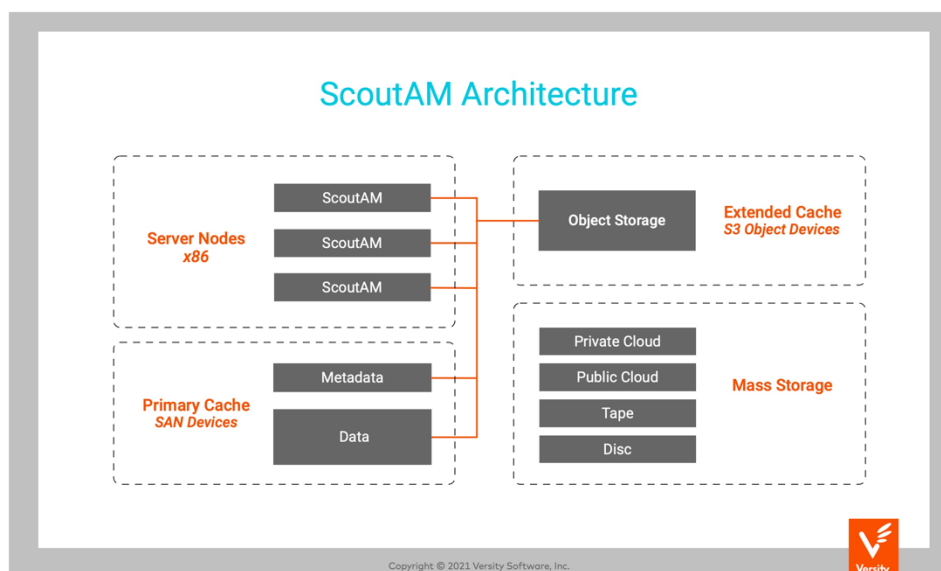 ScoutAM Architecture
ScoutAM
ScoutAM
ScoutAM
Server Nodes
x86
Metadata
Data
Primary Cache
SAN Devices
Object Storage
Extended Cache
S3 Object Devices
Private Cloud
Public Cloud
Tape
Disc
Mass Storage
Versity
Copyright © 2021 Versity Software, Inc.